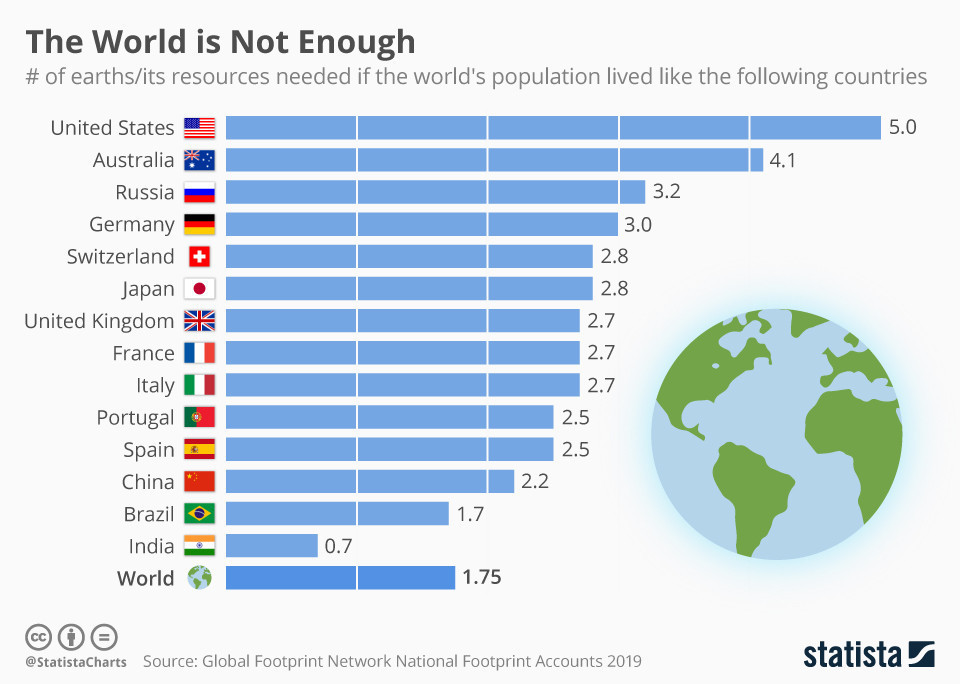 The World is Not Enough
# of earths/its resources needed if the world's population lived like the following countries
United States 5.0
Australia 4.1
Russia 3.2
Germany 3.0
Switzerland 2.8
Japan 2.8
United Kingdom 2.7
France 2.7
Italy 2.7
Portugal 2.5
Spain 2.5
China 2.2
Brazil 1.7
India 0.7
World 1.75
cc
@StatistaCharts Source: Global Footprint Network National Footprint Accounts 2019
statista